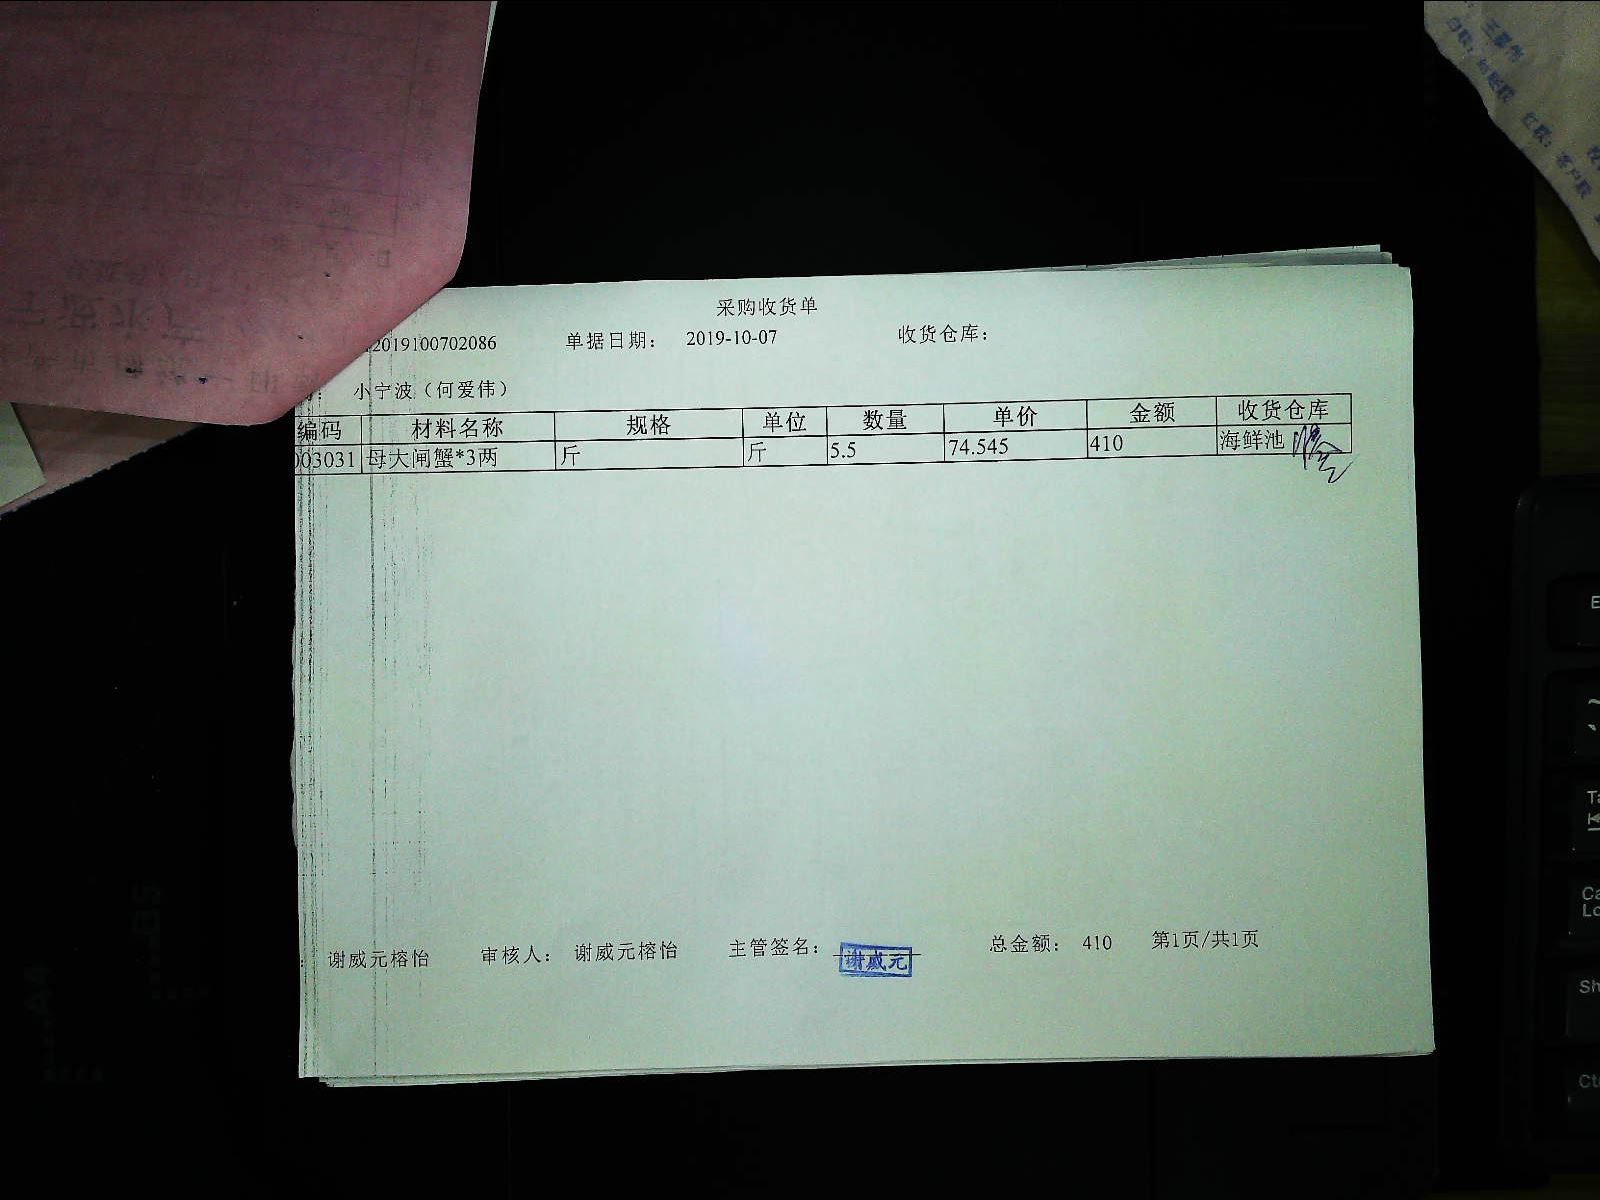 采购收货单
2019100702086 单据日期： 2019-10-07 收货仓库：
小宁波（何爱伟）
编码 材料名称 规格 单位 数量 单价 金额 收货仓库
003031 母大闸蟹*3两 斤 斤 5.5 74.545 410 海鲜池
谢威元榕怡 审核人： 谢威元榕怡 主管签名： 谢威元 总金额： 410 第1页/共1页